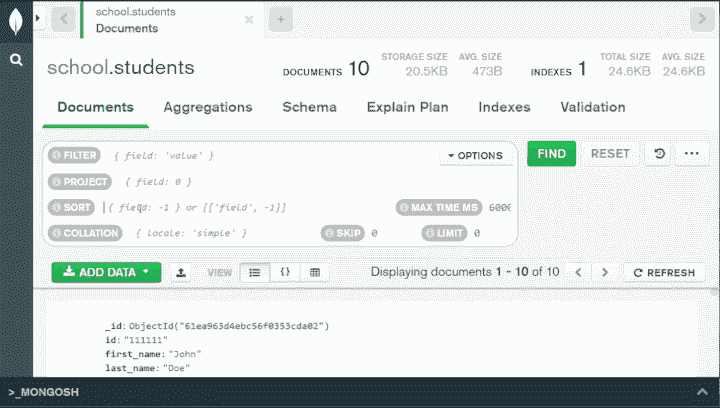 school.students
Documents
school.students
DOCUMENTS 10
STORAGE SIZE
20.5KB
AVG. SIZE
473B
INDEXES 1
TOTAL SIZE
24.6KB
AVG. SIZE
24.6KB
Documents
Aggregations
Schema
Explain Plan
Indexes
Validation
FILTER { field: 'value' }
OPTIONS
FIND
RESET
PROJECT { field: 0 }
SORT { field: -1 } or [['field', -1]]
MAX TIME MS 6000
COLLATION { locale: 'simple' }
SKIP 0
LIMIT 0
ADD DATA
VIEW
{}
Displaying documents 1 - 10 of 10
REFRESH
_id: ObjectId("61ea963d4ebc56f0353cda02")
id: "111111"
first_name: "John"
last_name: "Doe"
>_MONGOSH